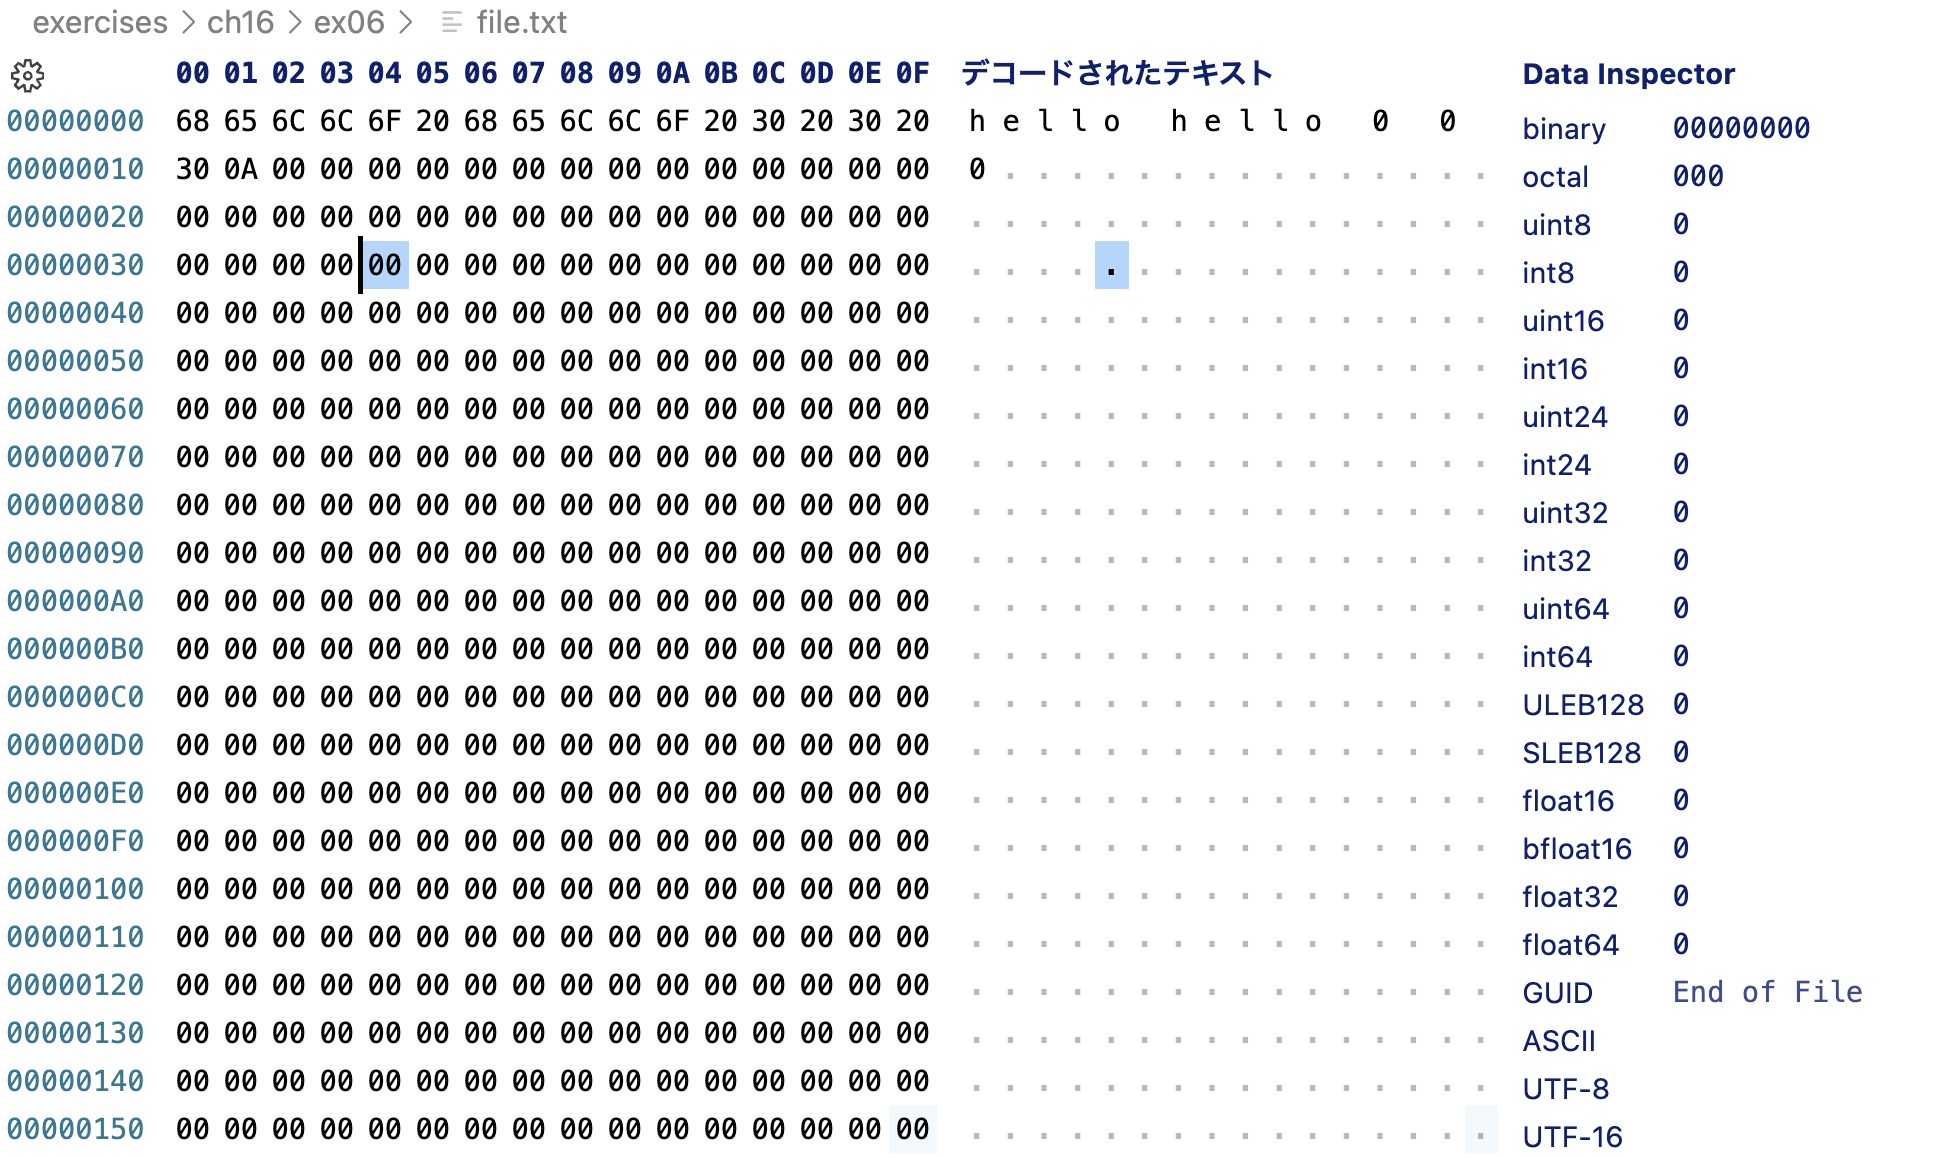 exercises > ch16 > ex06 > file.txt
00 01 02 03 04 05 06 07 08 09 0A 0B 0C 0D 0E 0F デコードされたテキスト Data Inspector
00000000 68 65 6C 6C 6F 20 68 65 6C 6C 6F 20 30 20 30 20 h e l l o h e l l o 0 0 binary 00000000
00000010 30 0A 00 00 00 00 00 00 00 00 00 00 00 00 00 00 0 . . . . . . . . . . . . . . . octal 000
00000020 00 00 00 00 00 00 00 00 00 00 00 00 00 00 00 00 . . . . . . . . . . . . . . . . uint8 0
00000030 00 00 00 00 00 00 00 00 00 00 00 00 00 00 00 00 . . . . . . . . . . . . . . . . int8 0
00000040 00 00 00 00 00 00 00 00 00 00 00 00 00 00 00 00 . . . . . . . . . . . . . . . . uint16 0
00000050 00 00 00 00 00 00 00 00 00 00 00 00 00 00 00 00 . . . . . . . . . . . . . . . . int16 0
00000060 00 00 00 00 00 00 00 00 00 00 00 00 00 00 00 00 . . . . . . . . . . . . . . . . uint24 0
00000070 00 00 00 00 00 00 00 00 00 00 00 00 00 00 00 00 . . . . . . . . . . . . . . . . int24 0
00000080 00 00 00 00 00 00 00 00 00 00 00 00 00 00 00 00 . . . . . . . . . . . . . . . . uint32 0
00000090 00 00 00 00 00 00 00 00 00 00 00 00 00 00 00 00 . . . . . . . . . . . . . . . . int32 0
000000A0 00 00 00 00 00 00 00 00 00 00 00 00 00 00 00 00 . . . . . . . . . . . . . . . . uint64 0
000000B0 00 00 00 00 00 00 00 00 00 00 00 00 00 00 00 00 . . . . . . . . . . . . . . . . int64 0
000000C0 00 00 00 00 00 00 00 00 00 00 00 00 00 00 00 00 . . . . . . . . . . . . . . . . ULEB128 0
000000D0 00 00 00 00 00 00 00 00 00 00 00 00 00 00 00 00 . . . . . . . . . . . . . . . . SLEB128 0
000000E0 00 00 00 00 00 00 00 00 00 00 00 00 00 00 00 00 . . . . . . . . . . . . . . . . float16 0
000000F0 00 00 00 00 00 00 00 00 00 00 00 00 00 00 00 00 . . . . . . . . . . . . . . . . bfloat16 0
00000100 00 00 00 00 00 00 00 00 00 00 00 00 00 00 00 00 . . . . . . . . . . . . . . . . float32 0
00000110 00 00 00 00 00 00 00 00 00 00 00 00 00 00 00 00 . . . . . . . . . . . . . . . . float64 0
00000120 00 00 00 00 00 00 00 00 00 00 00 00 00 00 00 00 . . . . . . . . . . . . . . . . GUID End of File
00000130 00 00 00 00 00 00 00 00 00 00 00 00 00 00 00 00 . . . . . . . . . . . . . . . . ASCII
00000140 00 00 00 00 00 00 00 00 00 00 00 00 00 00 00 00 . . . . . . . . . . . . . . . . UTF-8
00000150 00 00 00 00 00 00 00 00 00 00 00 00 00 00 00 00 . . . . . . . . . . . . . . . . UTF-16